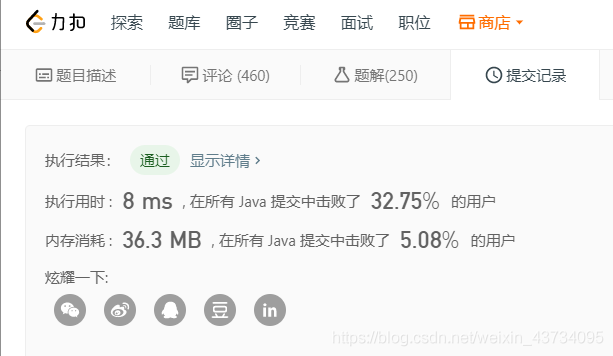 力扣 探索 题库 圈子 竞赛 面试 职位 商店
题目描述 评论 (460) 题解(250) 提交记录
执行结果： 通过 显示详情 >
执行用时 : 8 ms , 在所有 Java 提交中击败了 32.75% 的用户
内存消耗 : 36.3 MB , 在所有 Java 提交中击败了 5.08% 的用户
炫耀一下:
豆 in
https://blog.csdn.net/weixin_43734095